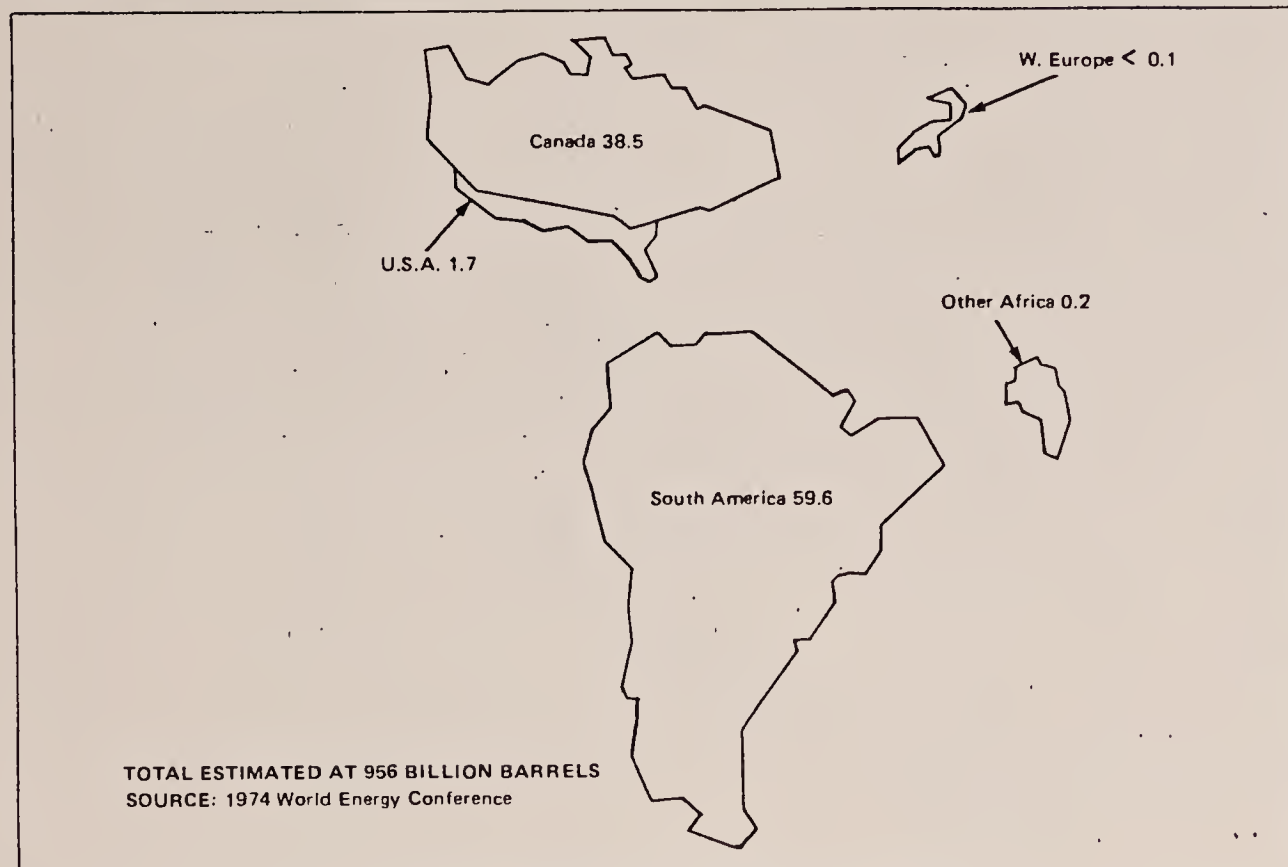 W. Europe < 0.1
Canada 38.5
U.S.A. 1.7
Other Africa 0.2
South America 59.6
TOTAL ESTIMATED AT 956 BILLION BARRELS
SOURCE: 1974 World Energy Conference